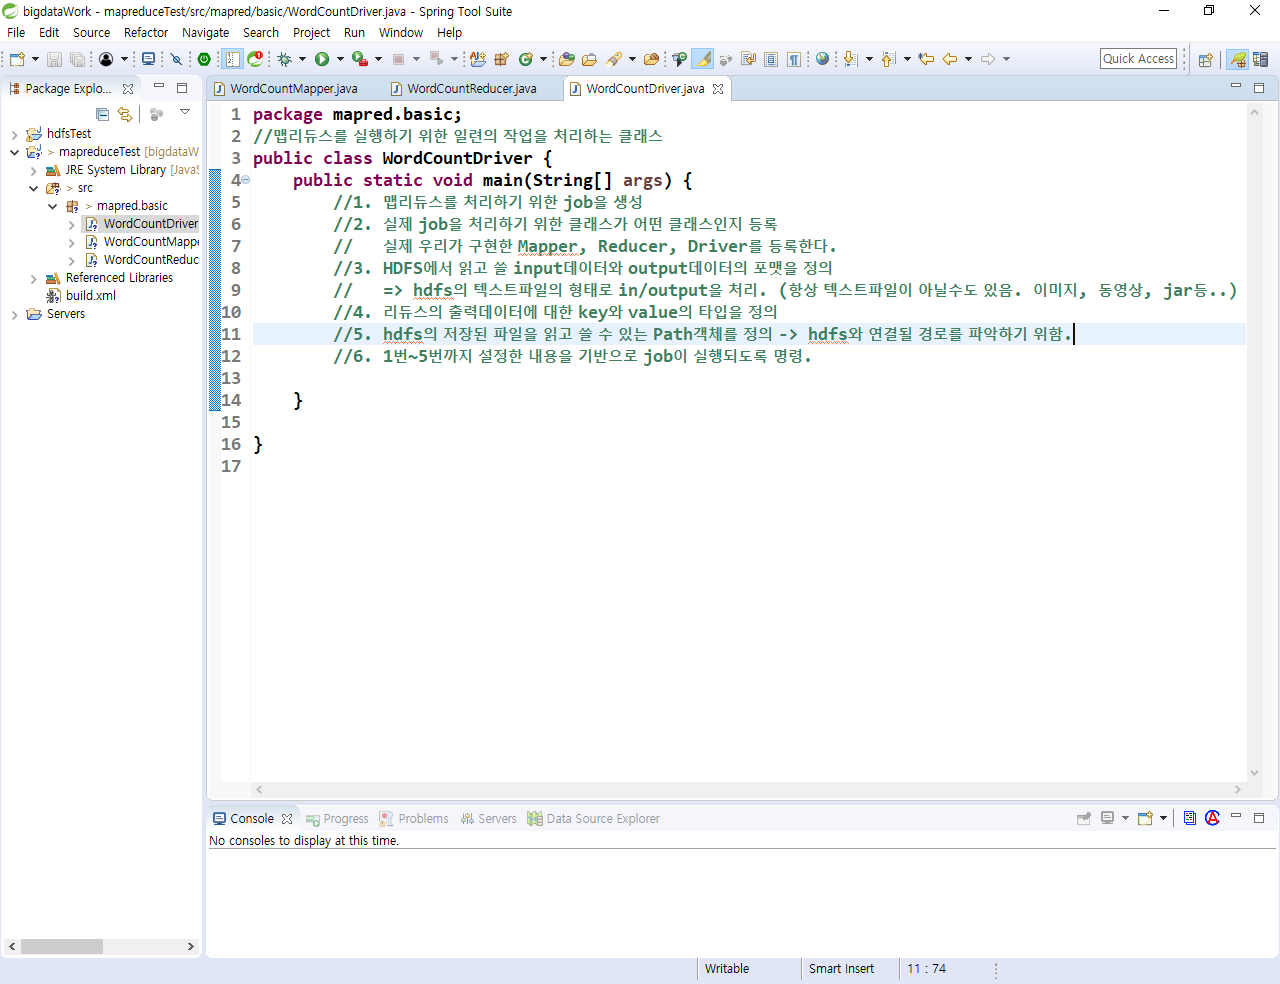 bigdataWork - mapreduceTest/src/mapred/basic/WordCountDriver.java - Spring Tool Suite
File Edit Source Refactor Navigate Search Project Run Window Help
Quick Access
Package Explo...
hdfsTest
> mapreduceTest [bigdataW
JRE System Library [JavaS
> src
> mapred.basic
WordCountDriver
WordCountMappe
WordCountReduc
Referenced Libraries
build.xml
Servers
WordCountMapper.java WordCountReducer.java WordCountDriver.java
1 package mapred.basic;
2 //맵리듀스를 실행하기 위한 일련의 작업을 처리하는 클래스
3 public class WordCountDriver {
4 public static void main(String[] args) {
5 //1. 맵리듀스를 처리하기 위한 job을 생성
6 //2. 실제 job을 처리하기 위한 클래스가 어떤 클래스인지 등록
7 // 실제 우리가 구현한 Mapper, Reducer, Driver를 등록한다.
8 //3. HDFS에서 읽고 쓸 input데이터와 output데이터의 포맷을 정의
9 // => hdfs의 텍스트파일의 형태로 in/output을 처리. (항상 텍스트파일이 아닐수도 있음. 이미지, 동영상, jar등..)
10 //4. 리듀스의 출력데이터에 대한 key와 value의 타입을 정의
11 //5. hdfs의 저장된 파일을 읽고 쓸 수 있는 Path객체를 정의 -> hdfs와 연결될 경로를 파악하기 위함.
12 //6. 1번~5번까지 설정한 내용을 기반으로 job이 실행되도록 명령.
13
14 }
15
16 }
17
Console Progress Problems Servers Data Source Explorer
No consoles to display at this time.
Writable Smart Insert 11 : 74